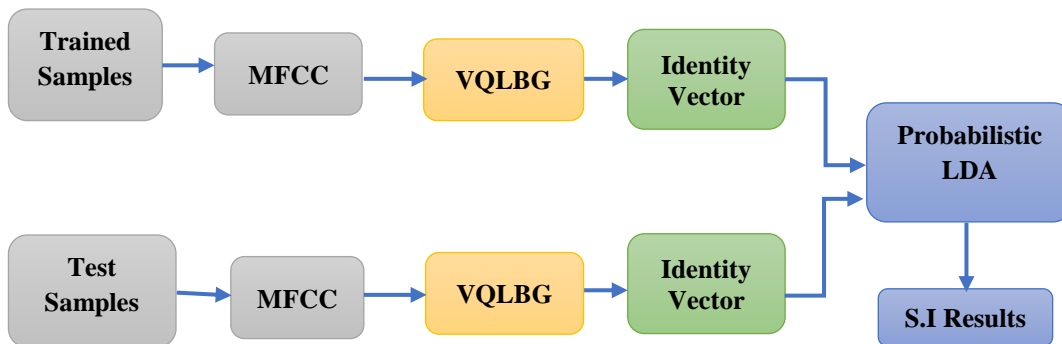 Trained
Samples
MFCC
VQLBG
Identity
Vector
Probabilistic
LDA
Test
Samples
MFCC
VQLBG
Identity
Vector
S.I Results